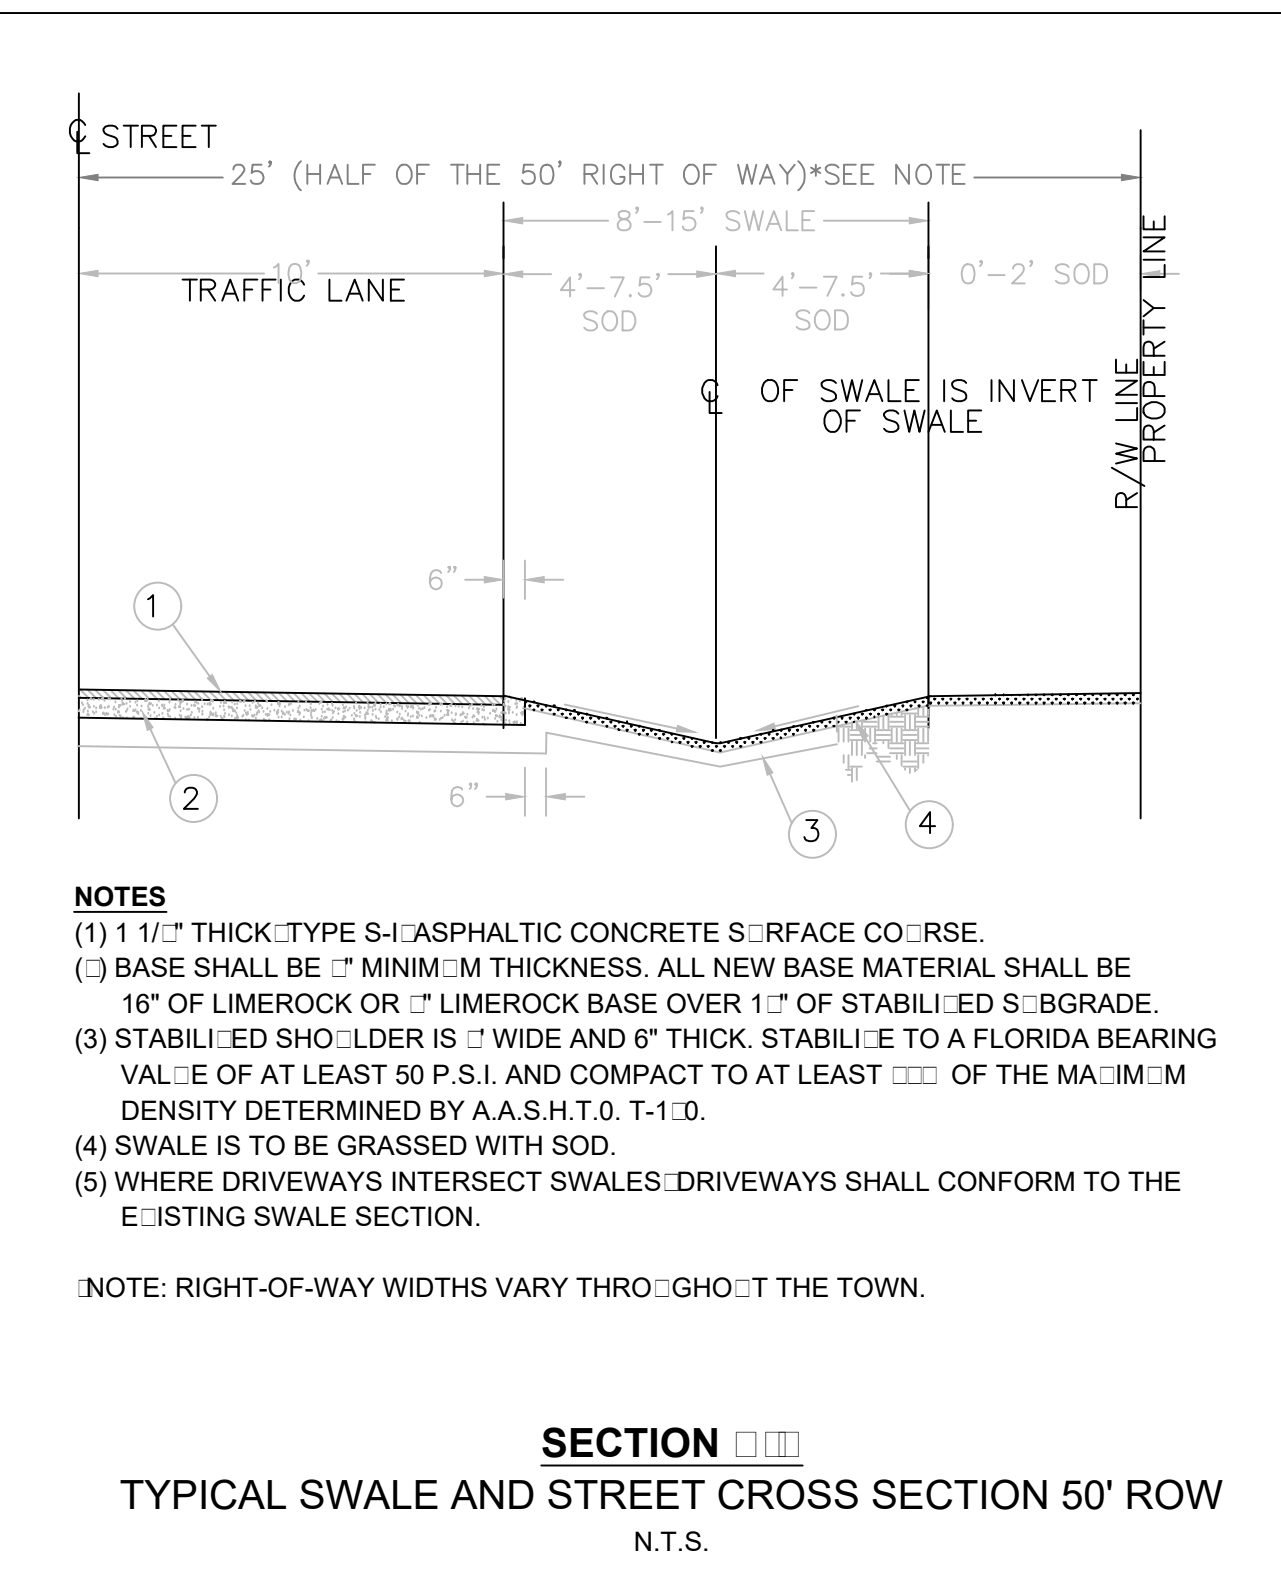 ℄ STREET
25' (HALF OF THE 50' RIGHT OF WAY)*SEE NOTE
8'-15' SWALE
10'
TRAFFIC LANE
4'-7.5'
SOD
4'-7.5'
SOD
0'-2' SOD
℄ OF SWALE IS INVERT
OF SWALE
R/W LINE
PROPERTY LINE
6"
1
2
6"
3
4
NOTES
(1) 1 1/□" THICK□TYPE S-I□ASPHALTIC CONCRETE S□RFACE CO□RSE.
(□) BASE SHALL BE □" MINIM□M THICKNESS. ALL NEW BASE MATERIAL SHALL BE
16" OF LIMEROCK OR □" LIMEROCK BASE OVER 1□" OF STABILI□ED S□BGRADE.
(3) STABILI□ED SHO□LDER IS □' WIDE AND 6" THICK. STABILI□E TO A FLORIDA BEARING
VAL□E OF AT LEAST 50 P.S.I. AND COMPACT TO AT LEAST □□□ OF THE MA□IM□M
DENSITY DETERMINED BY A.A.S.H.T.0. T-1□0.
(4) SWALE IS TO BE GRASSED WITH SOD.
(5) WHERE DRIVEWAYS INTERSECT SWALES□DRIVEWAYS SHALL CONFORM TO THE
E□ISTING SWALE SECTION.
□NOTE: RIGHT-OF-WAY WIDTHS VARY THRO□GHO□T THE TOWN.
SECTION □□□
TYPICAL SWALE AND STREET CROSS SECTION 50' ROW
N.T.S.